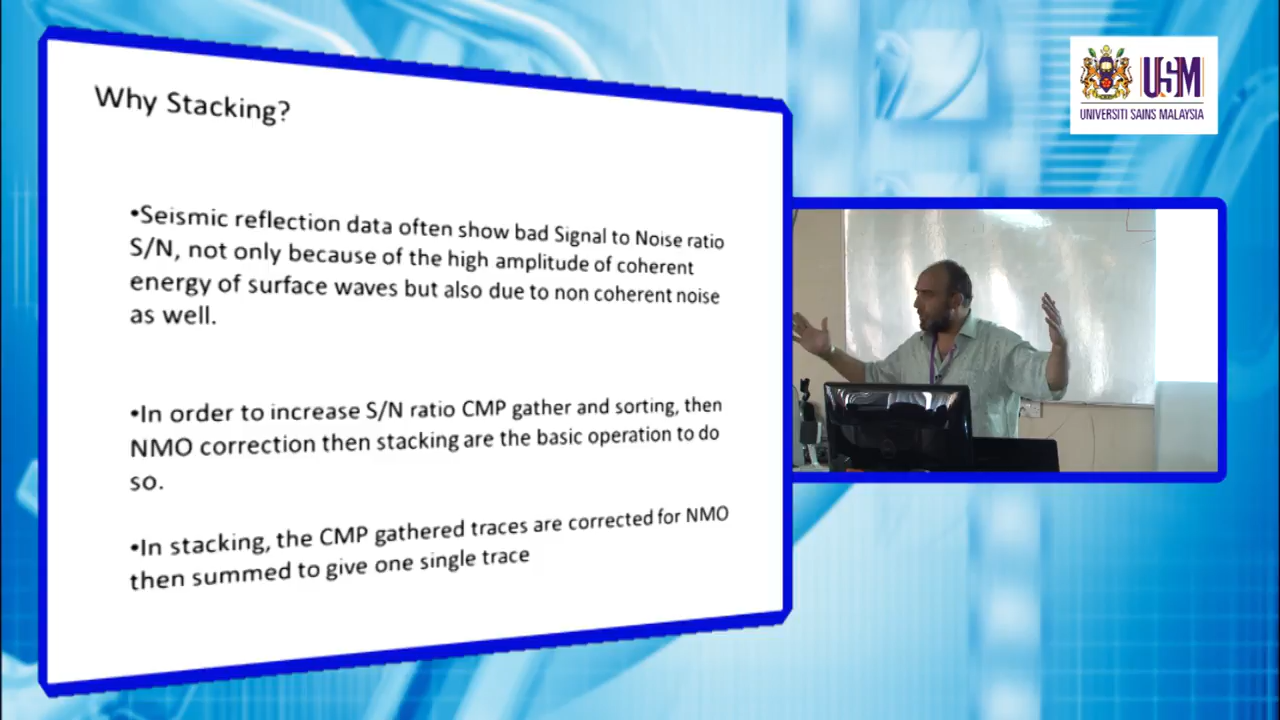 Why Stacking?
•Seismic reflection data often show bad Signal to Noise ratio
S/N, not only because of the high amplitude of coherent
energy of surface waves but also due to non coherent noise
as well.
•In order to increase S/N ratio CMP gather and sorting, then
NMO correction then stacking are the basic operation to do
so.
•In stacking, the CMP gathered traces are corrected for NMO
then summed to give one single trace
USM
UNIVERSITI SAINS MALAYSIA